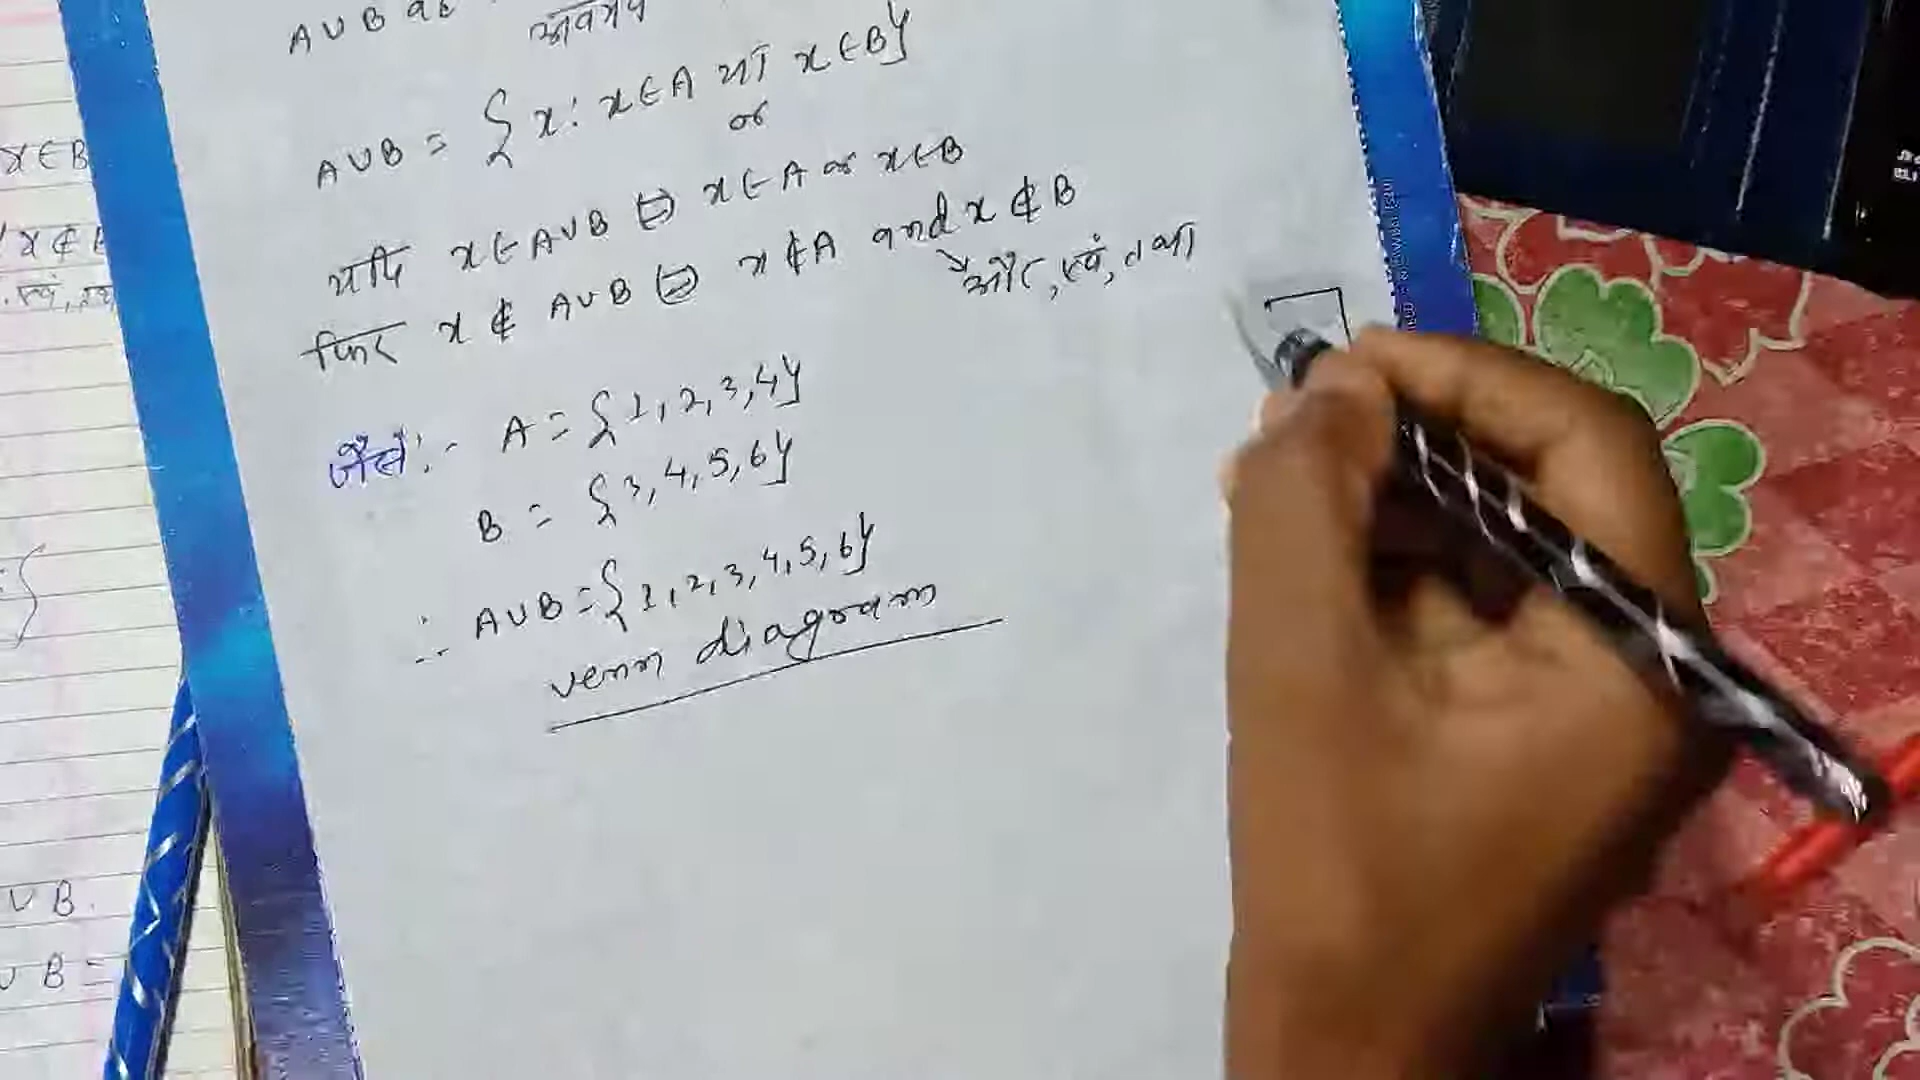 A∪B
A∪B = {x : x∈A या x∈B}
or
यदि x∈A∪B ⇔ x∈A or x∈B
फिर x∉A∪B ⇔ x∉A and x∉B
→ और, एवं, तथा
जैसे :- A = {1, 2, 3, 4}
B = {3, 4, 5, 6}
∴ A∪B = {1, 2, 3, 4, 5, 6}
venn diagram
x∈B
x∉
∪B.
∪B =